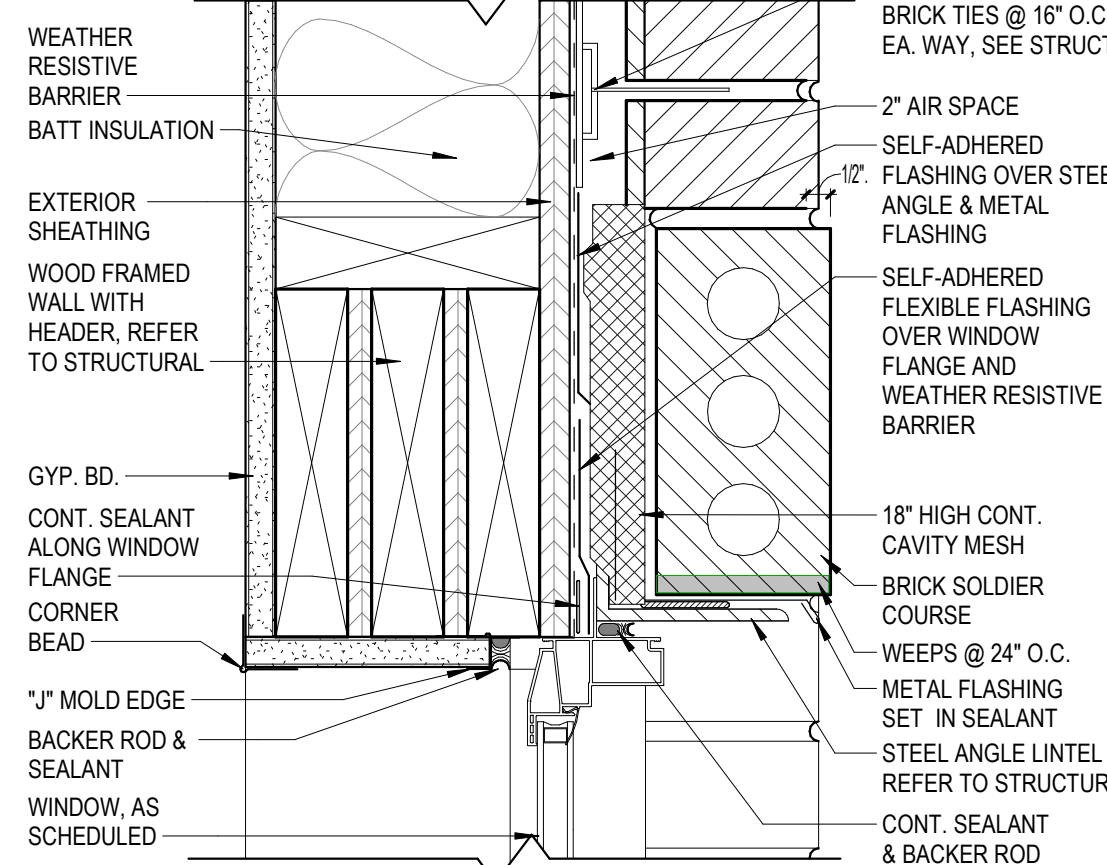 WEATHER
RESISTIVE
BARRIER
BATT INSULATION
EXTERIOR
SHEATHING
WOOD FRAMED
WALL WITH
HEADER, REFER
TO STRUCTURAL
GYP. BD.
CONT. SEALANT
ALONG WINDOW
FLANGE
CORNER
BEAD
"J" MOLD EDGE
BACKER ROD &
SEALANT
WINDOW, AS
SCHEDULED
BRICK TIES @ 16" O.C
EA. WAY, SEE STRUCT
2" AIR SPACE
SELF-ADHERED
FLASHING OVER STEE
ANGLE & METAL
FLASHING
1/2".
SELF-ADHERED
FLEXIBLE FLASHING
OVER WINDOW
FLANGE AND
WEATHER RESISTIVE
BARRIER
18" HIGH CONT.
CAVITY MESH
BRICK SOLDIER
COURSE
WEEPS @ 24" O.C.
METAL FLASHING
SET IN SEALANT
STEEL ANGLE LINTEL
REFER TO STRUCTUR
CONT. SEALANT
& BACKER ROD